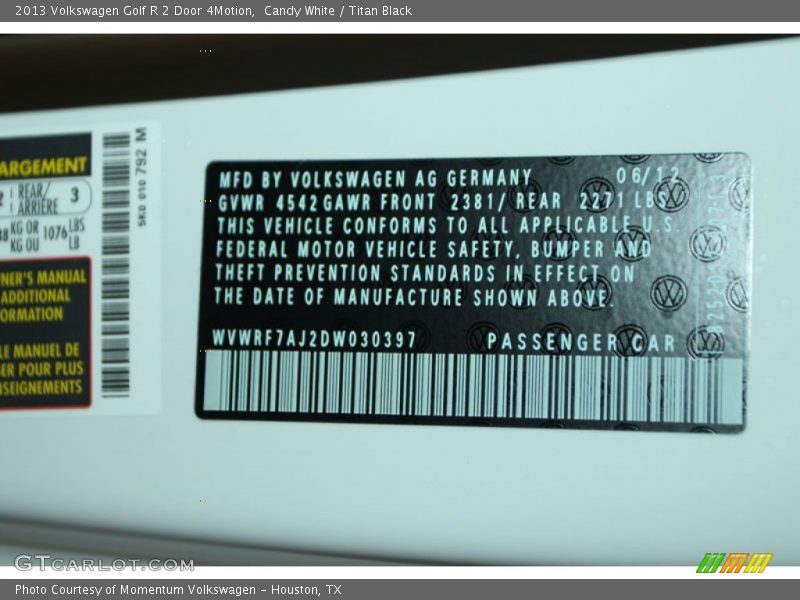 2013 Volkswagen Golf R 2 Door 4Motion,  Candy White / Titan Black
ARGEMENT
2 REAR/ ARRIÈRE 3
KG OR 1076 LBS
KG OU LB
NER'S MANUAL
ADDITIONAL
ORMATION
LE MANUEL DE
ER POUR PLUS
NSEIGNEMENTS
5K0 010 792 M
MFD BY VOLKSWAGEN AG GERMANY 06/12
GVWR 4542 GAWR FRONT 2381/ REAR 2271 LBS
THIS VEHICLE CONFORMS TO ALL APPLICABLE U.S.
FEDERAL MOTOR VEHICLE SAFETY, BUMPER AND
THEFT PREVENTION STANDARDS IN EFFECT ON
THE DATE OF MANUFACTURE SHOWN ABOVE.
WVWRF7AJ2DW030397 PASSENGER CAR
GTCARLOT.COM
Photo Courtesy of Momentum Volkswagen - Houston, TX